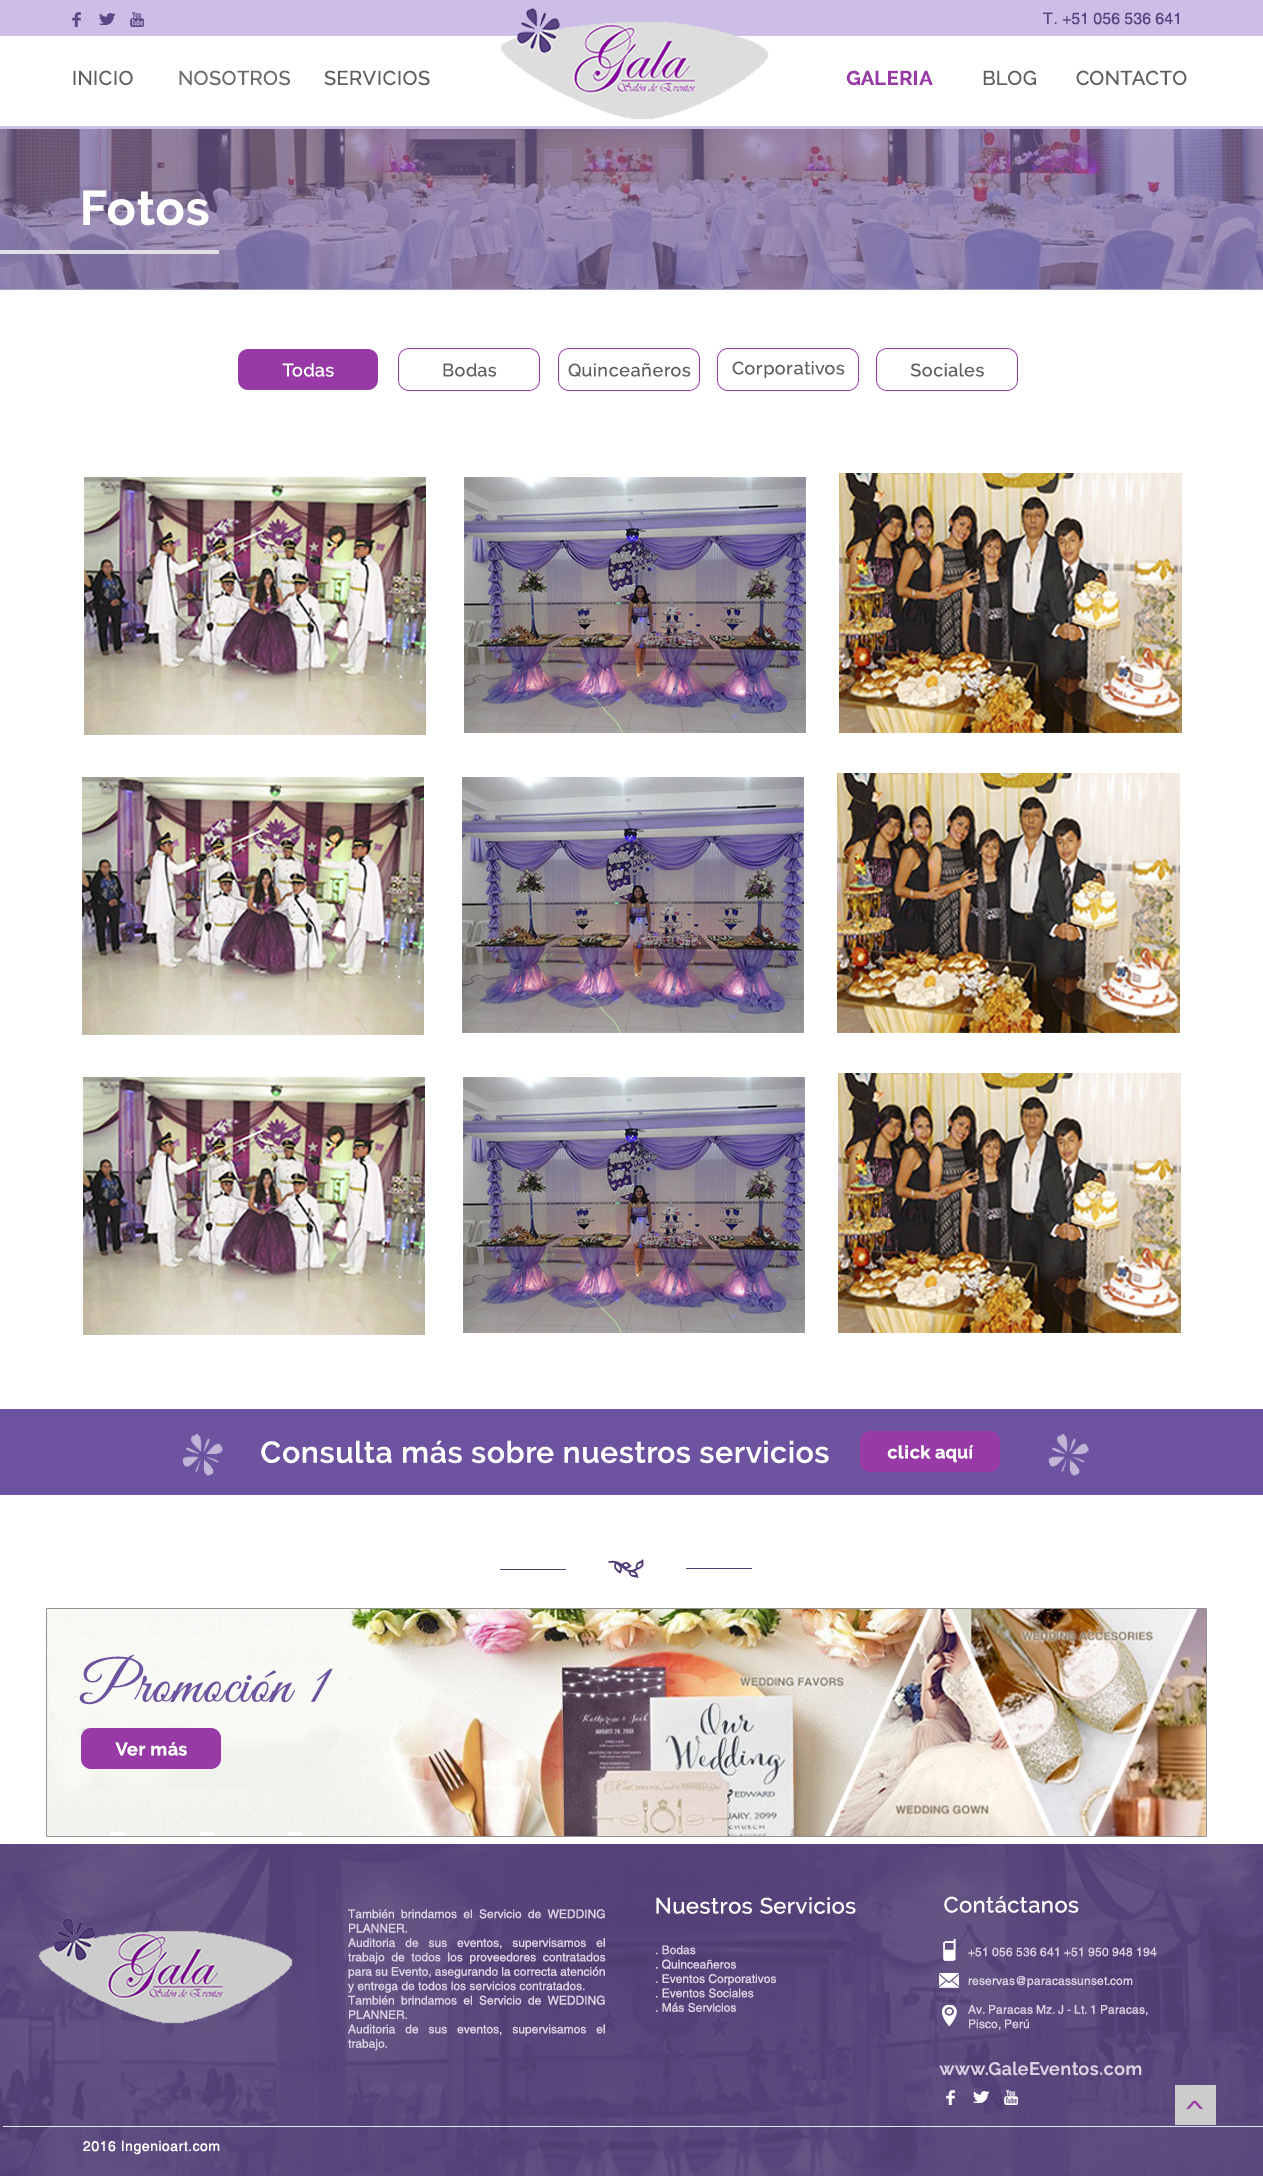 T. +51 056 536 641
INICIO
NOSOTROS
SERVICIOS
Gala
Salón de Eventos
GALERIA
BLOG
CONTACTO
Fotos
Todas
Bodas
Quinceañeros
Corporativos
Sociales
Consulta más sobre nuestros servicios
click aquí
Promoción 1
Ver más
WEDDING FAVORS
WEDDING ACCESORIES
WEDDING GOWN
Our
Wedding
EDWARD
Gala
Salón de Eventos
También brindamos el Servicio de WEDDING
PLANNER.
Auditoria de sus eventos, supervisamos el
trabajo de todos los proveedores contratados
para su Evento, asegurando la correcta atención
y entrega de todos los servicios contratados.
También brindamos el Servicio de WEDDING
PLANNER.
Auditoria de sus eventos, supervisamos el
trabajo.
Nuestros Servicios
. Bodas
. Quinceañeros
. Eventos Corporativos
. Eventos Sociales
. Más Servicios
Contáctanos
+51 056 536 641 +51 950 948 194
reservas@paracassunset.com
Av. Paracas Mz. J - Lt. 1 Paracas,
Pisco, Perú
www.GaleEventos.com
2016 Ingenioart.com